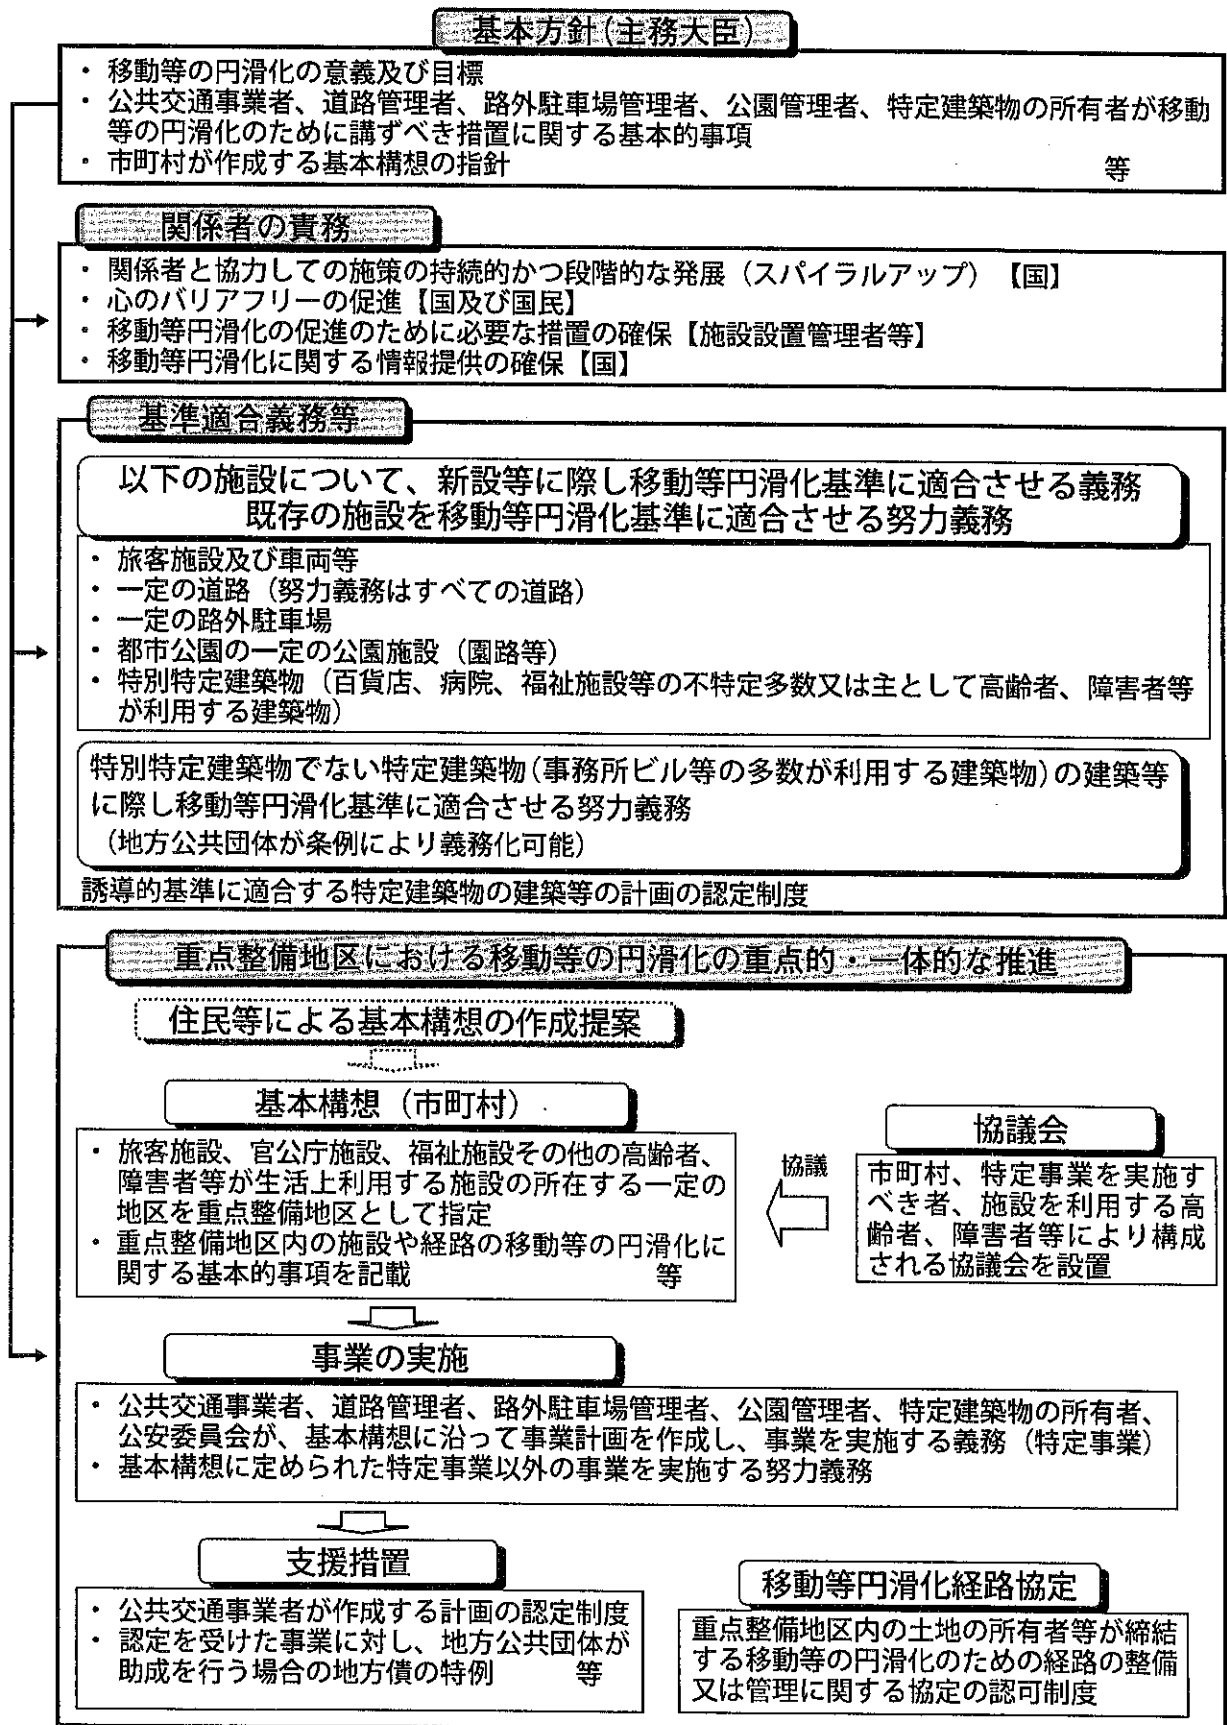 基本方針（主務大臣）
・ 移動等の円滑化の意義及び目標
・ 公共交通事業者、道路管理者、路外駐車場管理者、公園管理者、特定建築物の所有者が移動
等の円滑化のために講ずべき措置に関する基本的事項
・ 市町村が作成する基本構想の指針 等
関係者の責務
・ 関係者と協力しての施策の持続的かつ段階的な発展（スパイラルアップ）【国】
・ 心のバリアフリーの促進【国及び国民】
・ 移動等円滑化の促進のために必要な措置の確保【施設設置管理者等】
・ 移動等円滑化に関する情報提供の確保【国】
基準適合義務等
以下の施設について、新設等に際し移動等円滑化基準に適合させる義務
既存の施設を移動等円滑化基準に適合させる努力義務
・ 旅客施設及び車両等
・ 一定の道路（努力義務はすべての道路）
・ 一定の路外駐車場
・ 都市公園の一定の公園施設（園路等）
・ 特別特定建築物（百貨店、病院、福祉施設等の不特定多数又は主として高齢者、障害者等
が利用する建築物）
特別特定建築物でない特定建築物（事務所ビル等の多数が利用する建築物）の建築等
に際し移動等円滑化基準に適合させる努力義務
（地方公共団体が条例により義務化可能）
誘導的基準に適合する特定建築物の建築等の計画の認定制度
重点整備地区における移動等の円滑化の重点的・一体的な推進
住民等による基本構想の作成提案
基本構想（市町村）
・ 旅客施設、官公庁施設、福祉施設その他の高齢者、
障害者等が生活上利用する施設の所在する一定の
地区を重点整備地区として指定
・ 重点整備地区内の施設や経路の移動等の円滑化に
関する基本的事項を記載 等
協議
協議会
市町村、特定事業を実施す
べき者、施設を利用する高
齢者、障害者等により構成
される協議会を設置
事業の実施
・ 公共交通事業者、道路管理者、路外駐車場管理者、公園管理者、特定建築物の所有者、
公安委員会が、基本構想に沿って事業計画を作成し、事業を実施する義務（特定事業）
・ 基本構想に定められた特定事業以外の事業を実施する努力義務
支援措置
・ 公共交通事業者が作成する計画の認定制度
・ 認定を受けた事業に対し、地方公共団体が
助成を行う場合の地方債の特例 等
移動等円滑化経路協定
重点整備地区内の土地の所有者等が締結
する移動等の円滑化のための経路の整備
又は管理に関する協定の認可制度